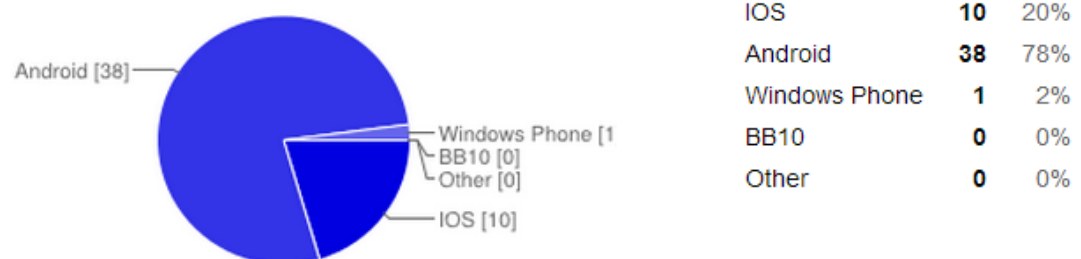 Android [38]
Windows Phone [1
BB10 [0]
Other [0]
IOS [10]
IOS 10 20%
Android 38 78%
Windows Phone 1 2%
BB10 0 0%
Other 0 0%